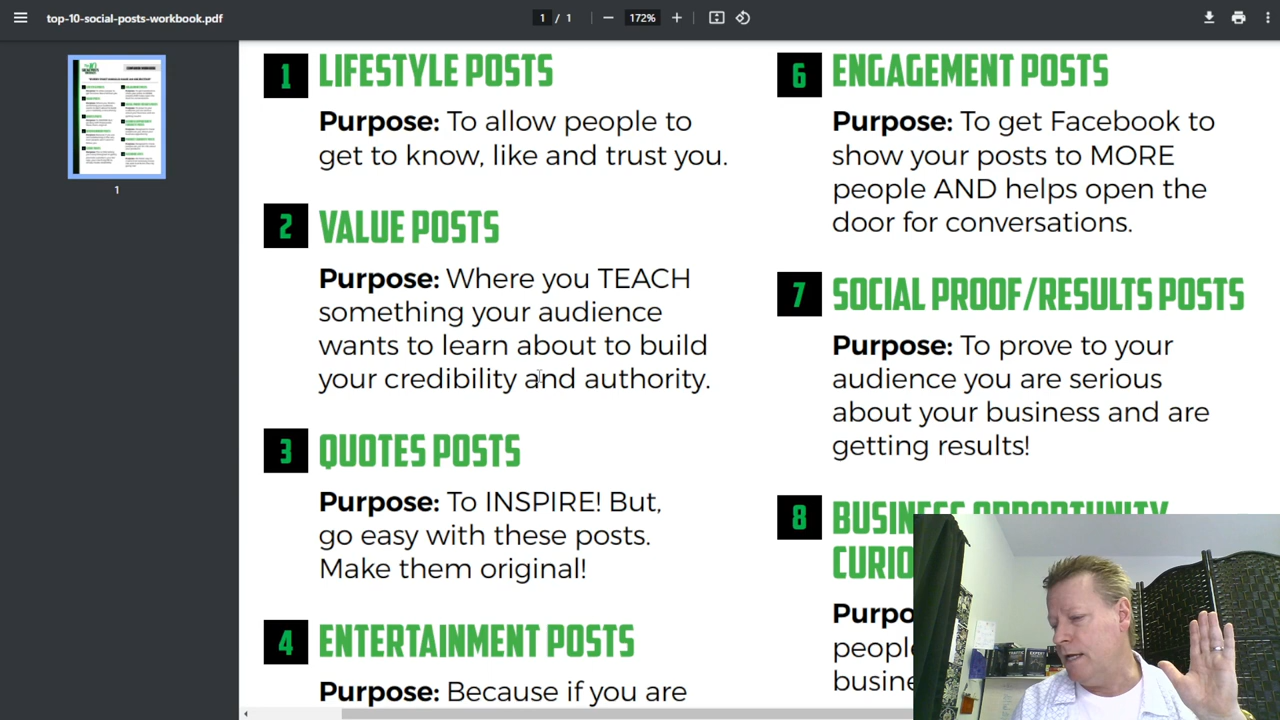 top-10-social-posts-workbook.pdf
1 / 1
172%
1
1 LIFESTYLE POSTS
Purpose: To allow people to
get to know, like and trust you.
2 VALUE POSTS
Purpose: Where you TEACH
something your audience
wants to learn about to build
your credibility and authority.
3 QUOTES POSTS
Purpose: To INSPIRE! But,
go easy with these posts.
Make them original!
4 ENTERTAINMENT POSTS
Purpose: Because if you are
6 ENGAGEMENT POSTS
Purpose: To get Facebook to
show your posts to MORE
people AND helps open the
door for conversations.
7 SOCIAL PROOF/RESULTS POSTS
Purpose: To prove to your
audience you are serious
about your business and are
getting results!
8 BUSINESS OPPORTUNITY